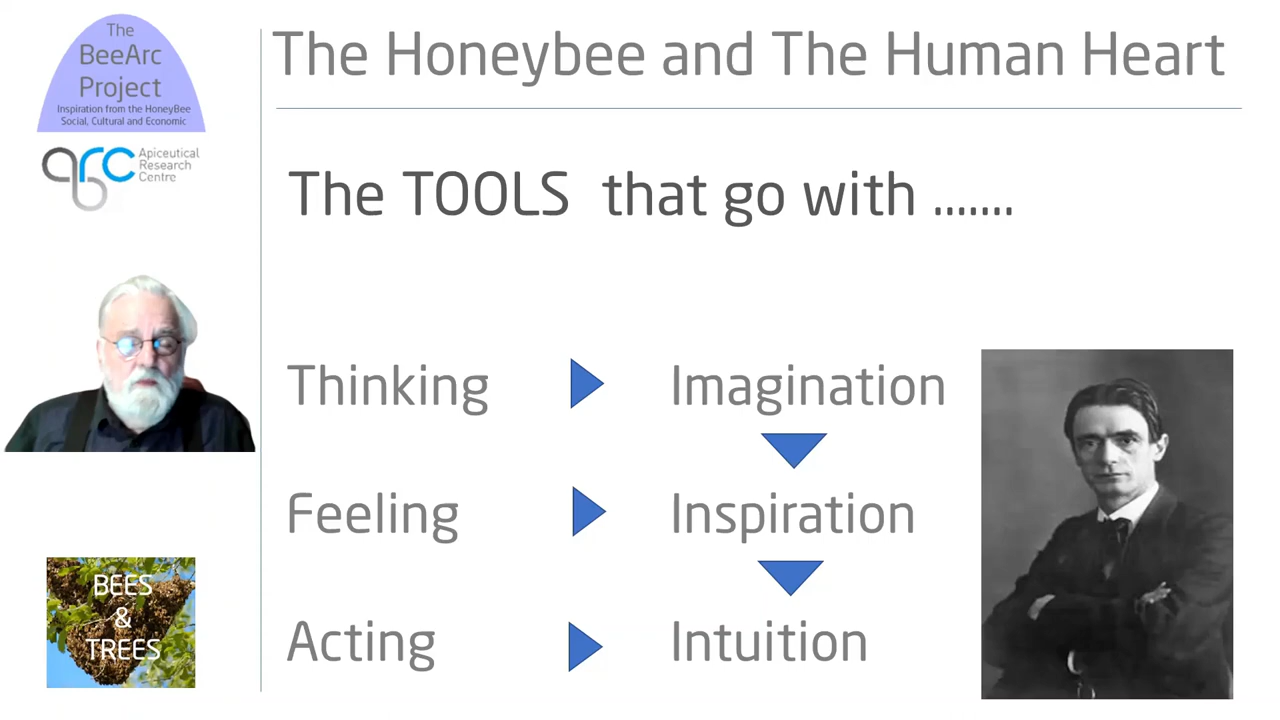 The
BeeArc
Project
Inspiration from the HoneyBee
Social, Cultural and Economic
arc Apiceutical
Research
Centre
BEES
&
TREES
The Honeybee and The Human Heart
The TOOLS that go with .......
Thinking Imagination
Feeling Inspiration
Acting Intuition